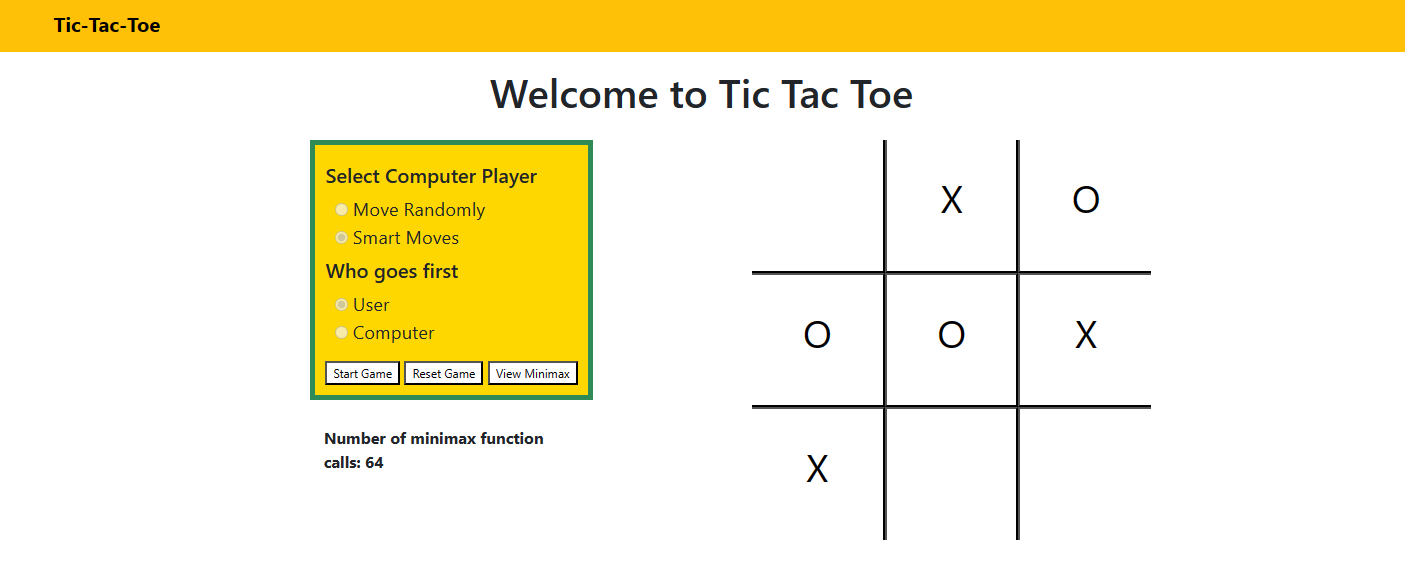 Tic-Tac-Toe
Welcome to Tic Tac Toe
Select Computer Player
Move Randomly
Smart Moves
Who goes first
User
Computer
Start Game Reset Game View Minimax
Number of minimax function
calls: 64
X O
O O X
X